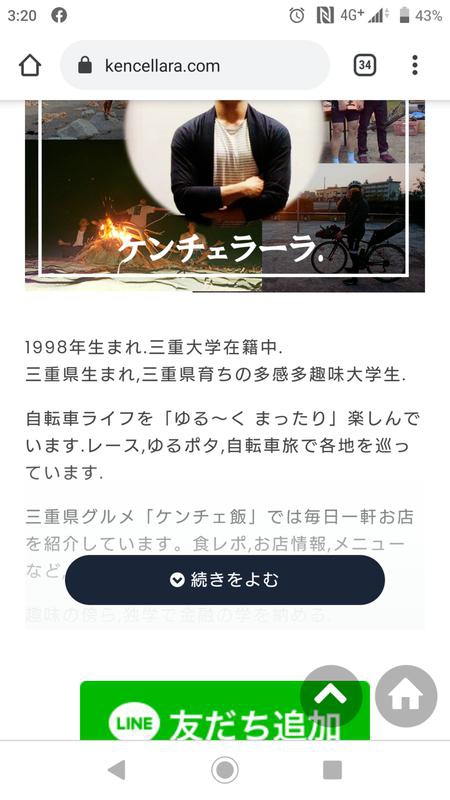 3:20
4G+
43%
kencellara.com
34
ケンチェラーラ.
1998年生まれ.三重大学在籍中.
三重県生まれ,三重県育ちの多感多趣味大学生.
自転車ライフを「ゆる〜く まったり」楽しんで
います.レース,ゆるポタ,自転車旅で各地を巡っ
ています.
三重県グルメ「ケンチェ飯」では毎日一軒お店
を紹介しています。食レポ,お店情報,メニュー
など,
続きをよむ
趣味の傍ら,独学で金融の学を納める.
LINE 友だち追加